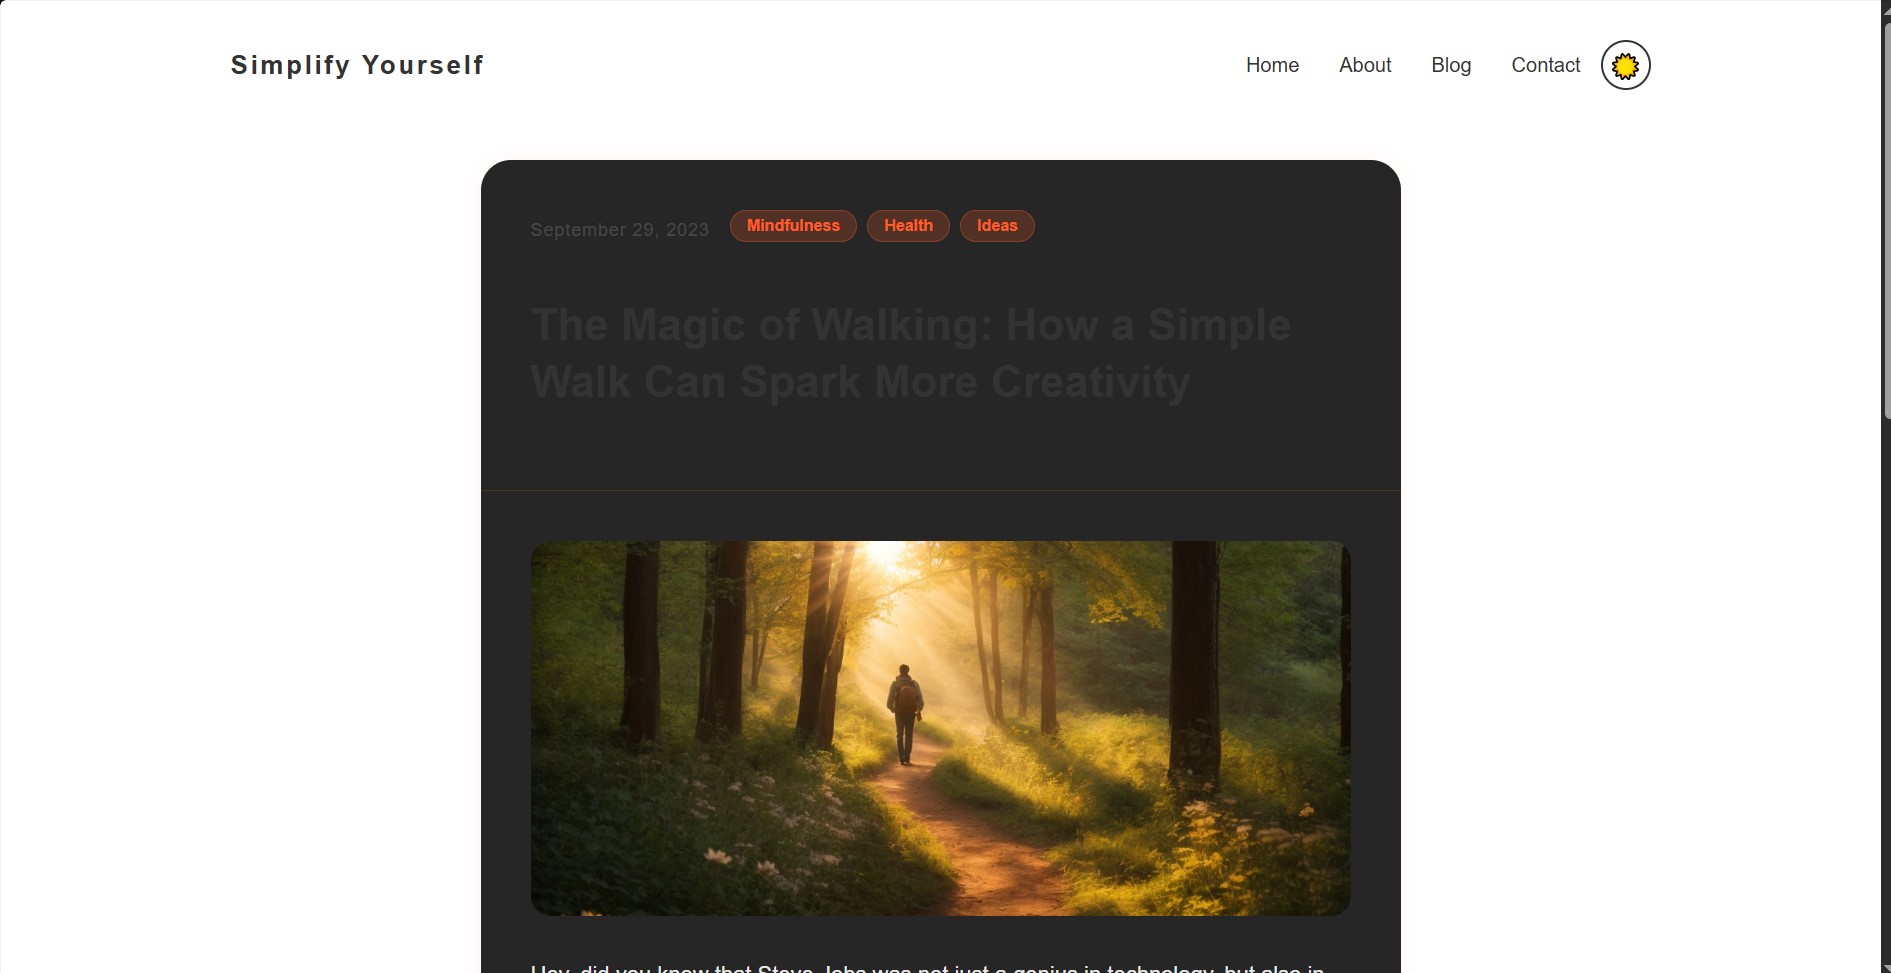 Simplify Yourself
Home About Blog Contact
September 29, 2023 Mindfulness Health Ideas
The Magic of Walking: How a Simple
Walk Can Spark More Creativity
Hey, did you know that Steve Jobs was not just a genius in technology, but also in